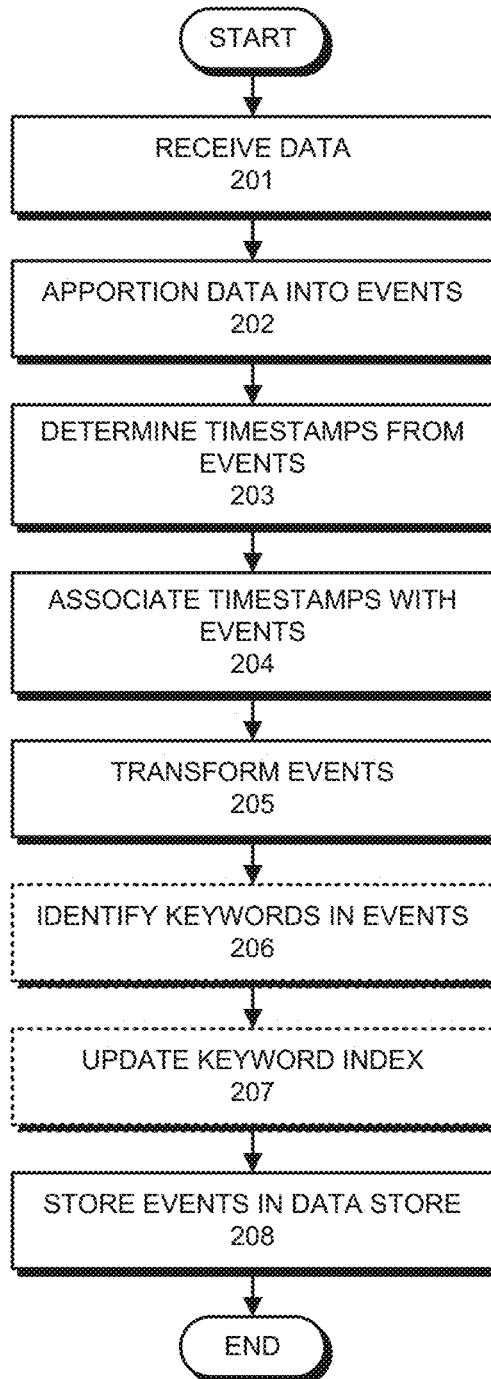 START
RECEIVE DATA
201
APPORTION DATA INTO EVENTS
202
DETERMINE TIMESTAMPS FROM
EVENTS
203
ASSOCIATE TIMESTAMPS WITH
EVENTS
204
TRANSFORM EVENTS
205
IDENTIFY KEYWORDS IN EVENTS
206
UPDATE KEYWORD INDEX
207
STORE EVENTS IN DATA STORE
208
END